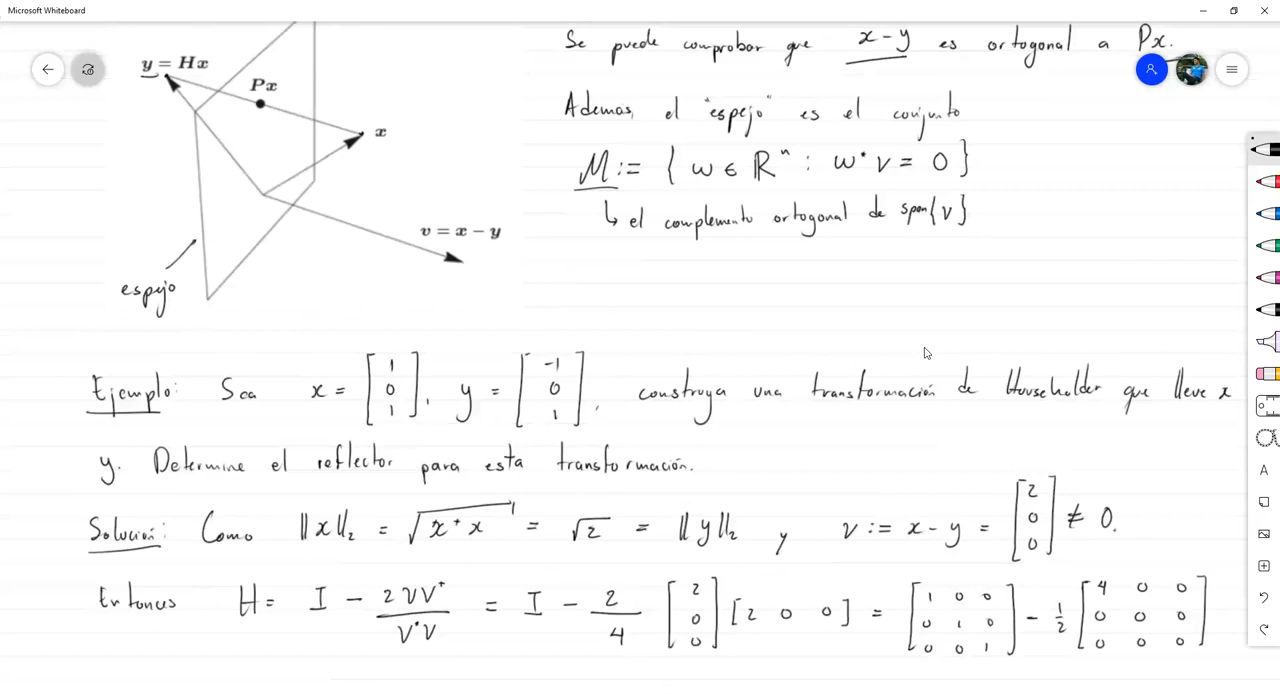 Microsoft Whiteboard
Se puede comprobar que x - y es ortogonal a Px.
y = Hx
Px
x
Ademas, el "espejo" es el conjunto
M := { w ∈ ℝⁿ : w* v = 0 }
↳ el complemento ortogonal de span{v}
v = x − y
espejo
Ejemplo: Sea x = [1 0 1], y = [-1 0 1], construya una transformación de Householder que lleve x
y. Determine el reflector para esta transformación.
Solución: Como ||x||₂ = √(x* x) = √2 = ||y||₂ y v := x - y = [2 0 0] ≠ 0.
Entonces H = I - 2vv*/v*v = I - 2/4 [2 0 0] [2 0 0] = [1 0 0 0 1 0 0 0 1] - 1/2 [4 0 0 0 0 0 0 0 0]
A